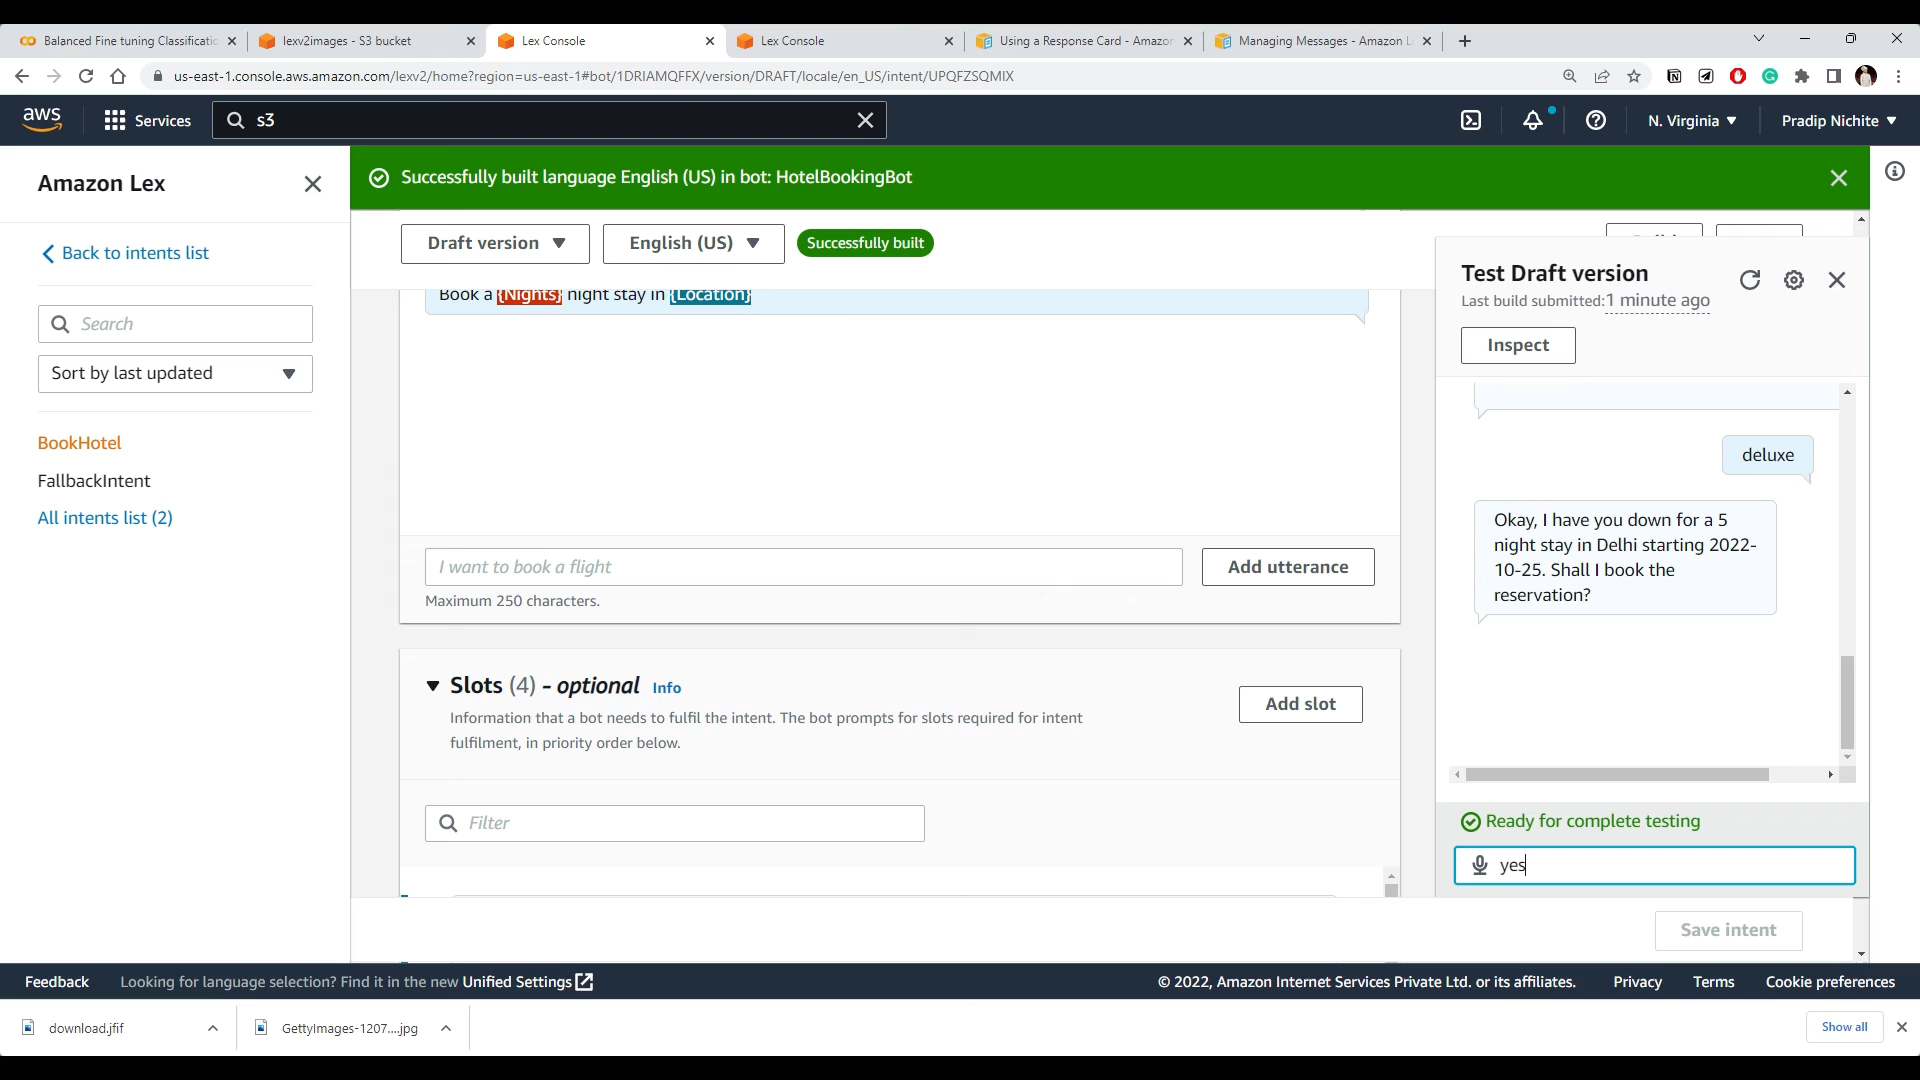 Balanced Fine tuning Classificatio
lexv2images - S3 bucket
Lex Console
Lex Console
Using a Response Card - Amazon
Managing Messages - Amazon L
us-east-1.console.aws.amazon.com/lexv2/home?region=us-east-1#bot/1DRIAMQFFX/version/DRAFT/locale/en_US/intent/UPQFZSQMIX
aws
Services
s3
N. Virginia
Pradip Nichite
Amazon Lex
Successfully built language English (US) in bot: HotelBookingBot
Back to intents list
Draft version
English (US)
Successfully built
Search
Sort by last updated
BookHotel
FallbackIntent
All intents list (2)
Book a {Nights} night stay in {Location}
I want to book a flight
Add utterance
Maximum 250 characters.
Slots (4) - optional Info
Information that a bot needs to fulfil the intent. The bot prompts for slots required for intent
fulfilment, in priority order below.
Add slot
Filter
Test Draft version
Last build submitted: 1 minute ago
Inspect
deluxe
Okay, I have you down for a 5
night stay in Delhi starting 2022-
10-25. Shall I book the
reservation?
Ready for complete testing
yes
Save intent
Feedback
Looking for language selection? Find it in the new Unified Settings
© 2022, Amazon Internet Services Private Ltd. or its affiliates.
Privacy
Terms
Cookie preferences
download.jfif
GettyImages-1207....jpg
Show all